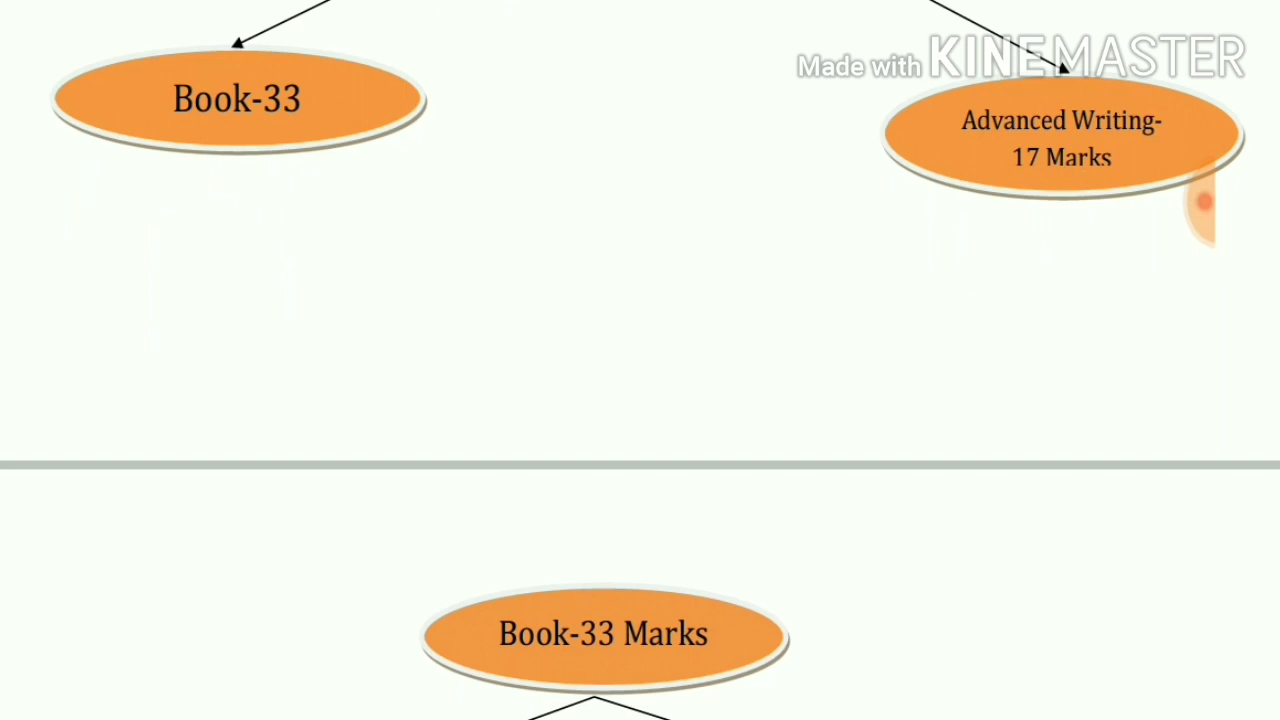 Made with KINEMASTER
Book-33
Advanced Writing-
17 Marks
Book-33 Marks